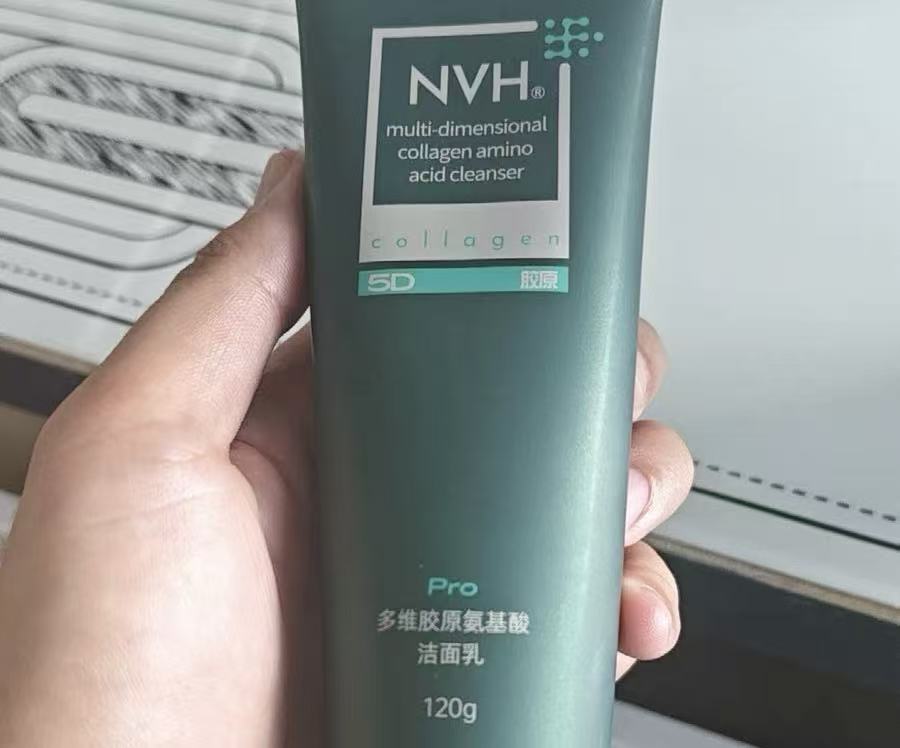 NVH®
multi-dimensional
collagen amino
acid cleanser
collagen
5D 胶原
Pro
多维胶原氨基酸
洁面乳
120g